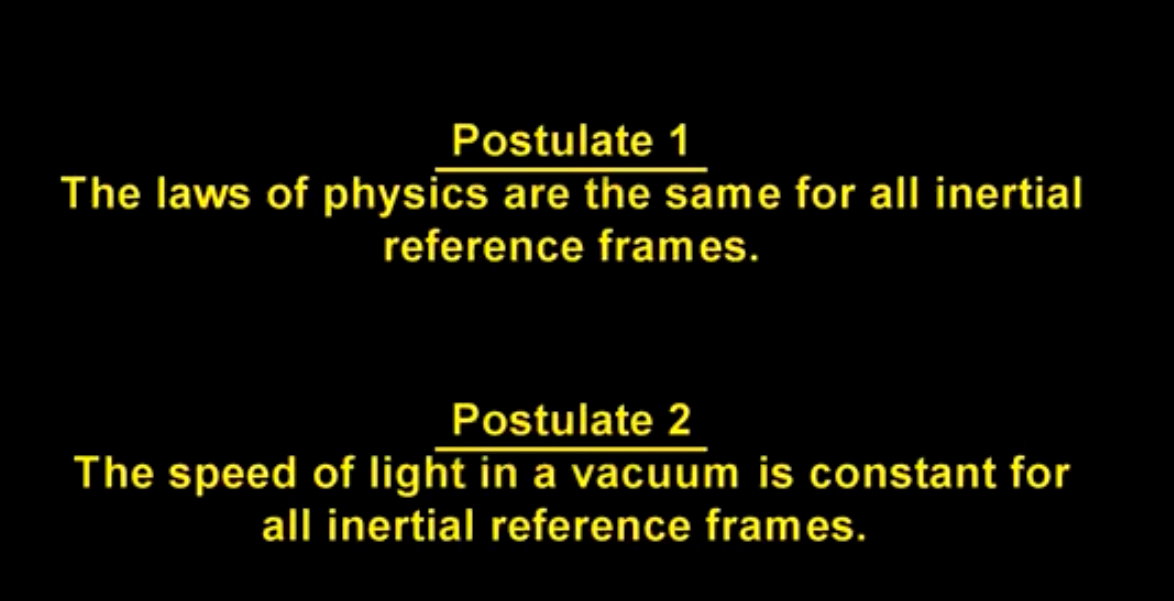 Postulate 1
The laws of physics are the same for all inertial
reference frames.
Postulate 2
The speed of light in a vacuum is constant for
all inertial reference frames.